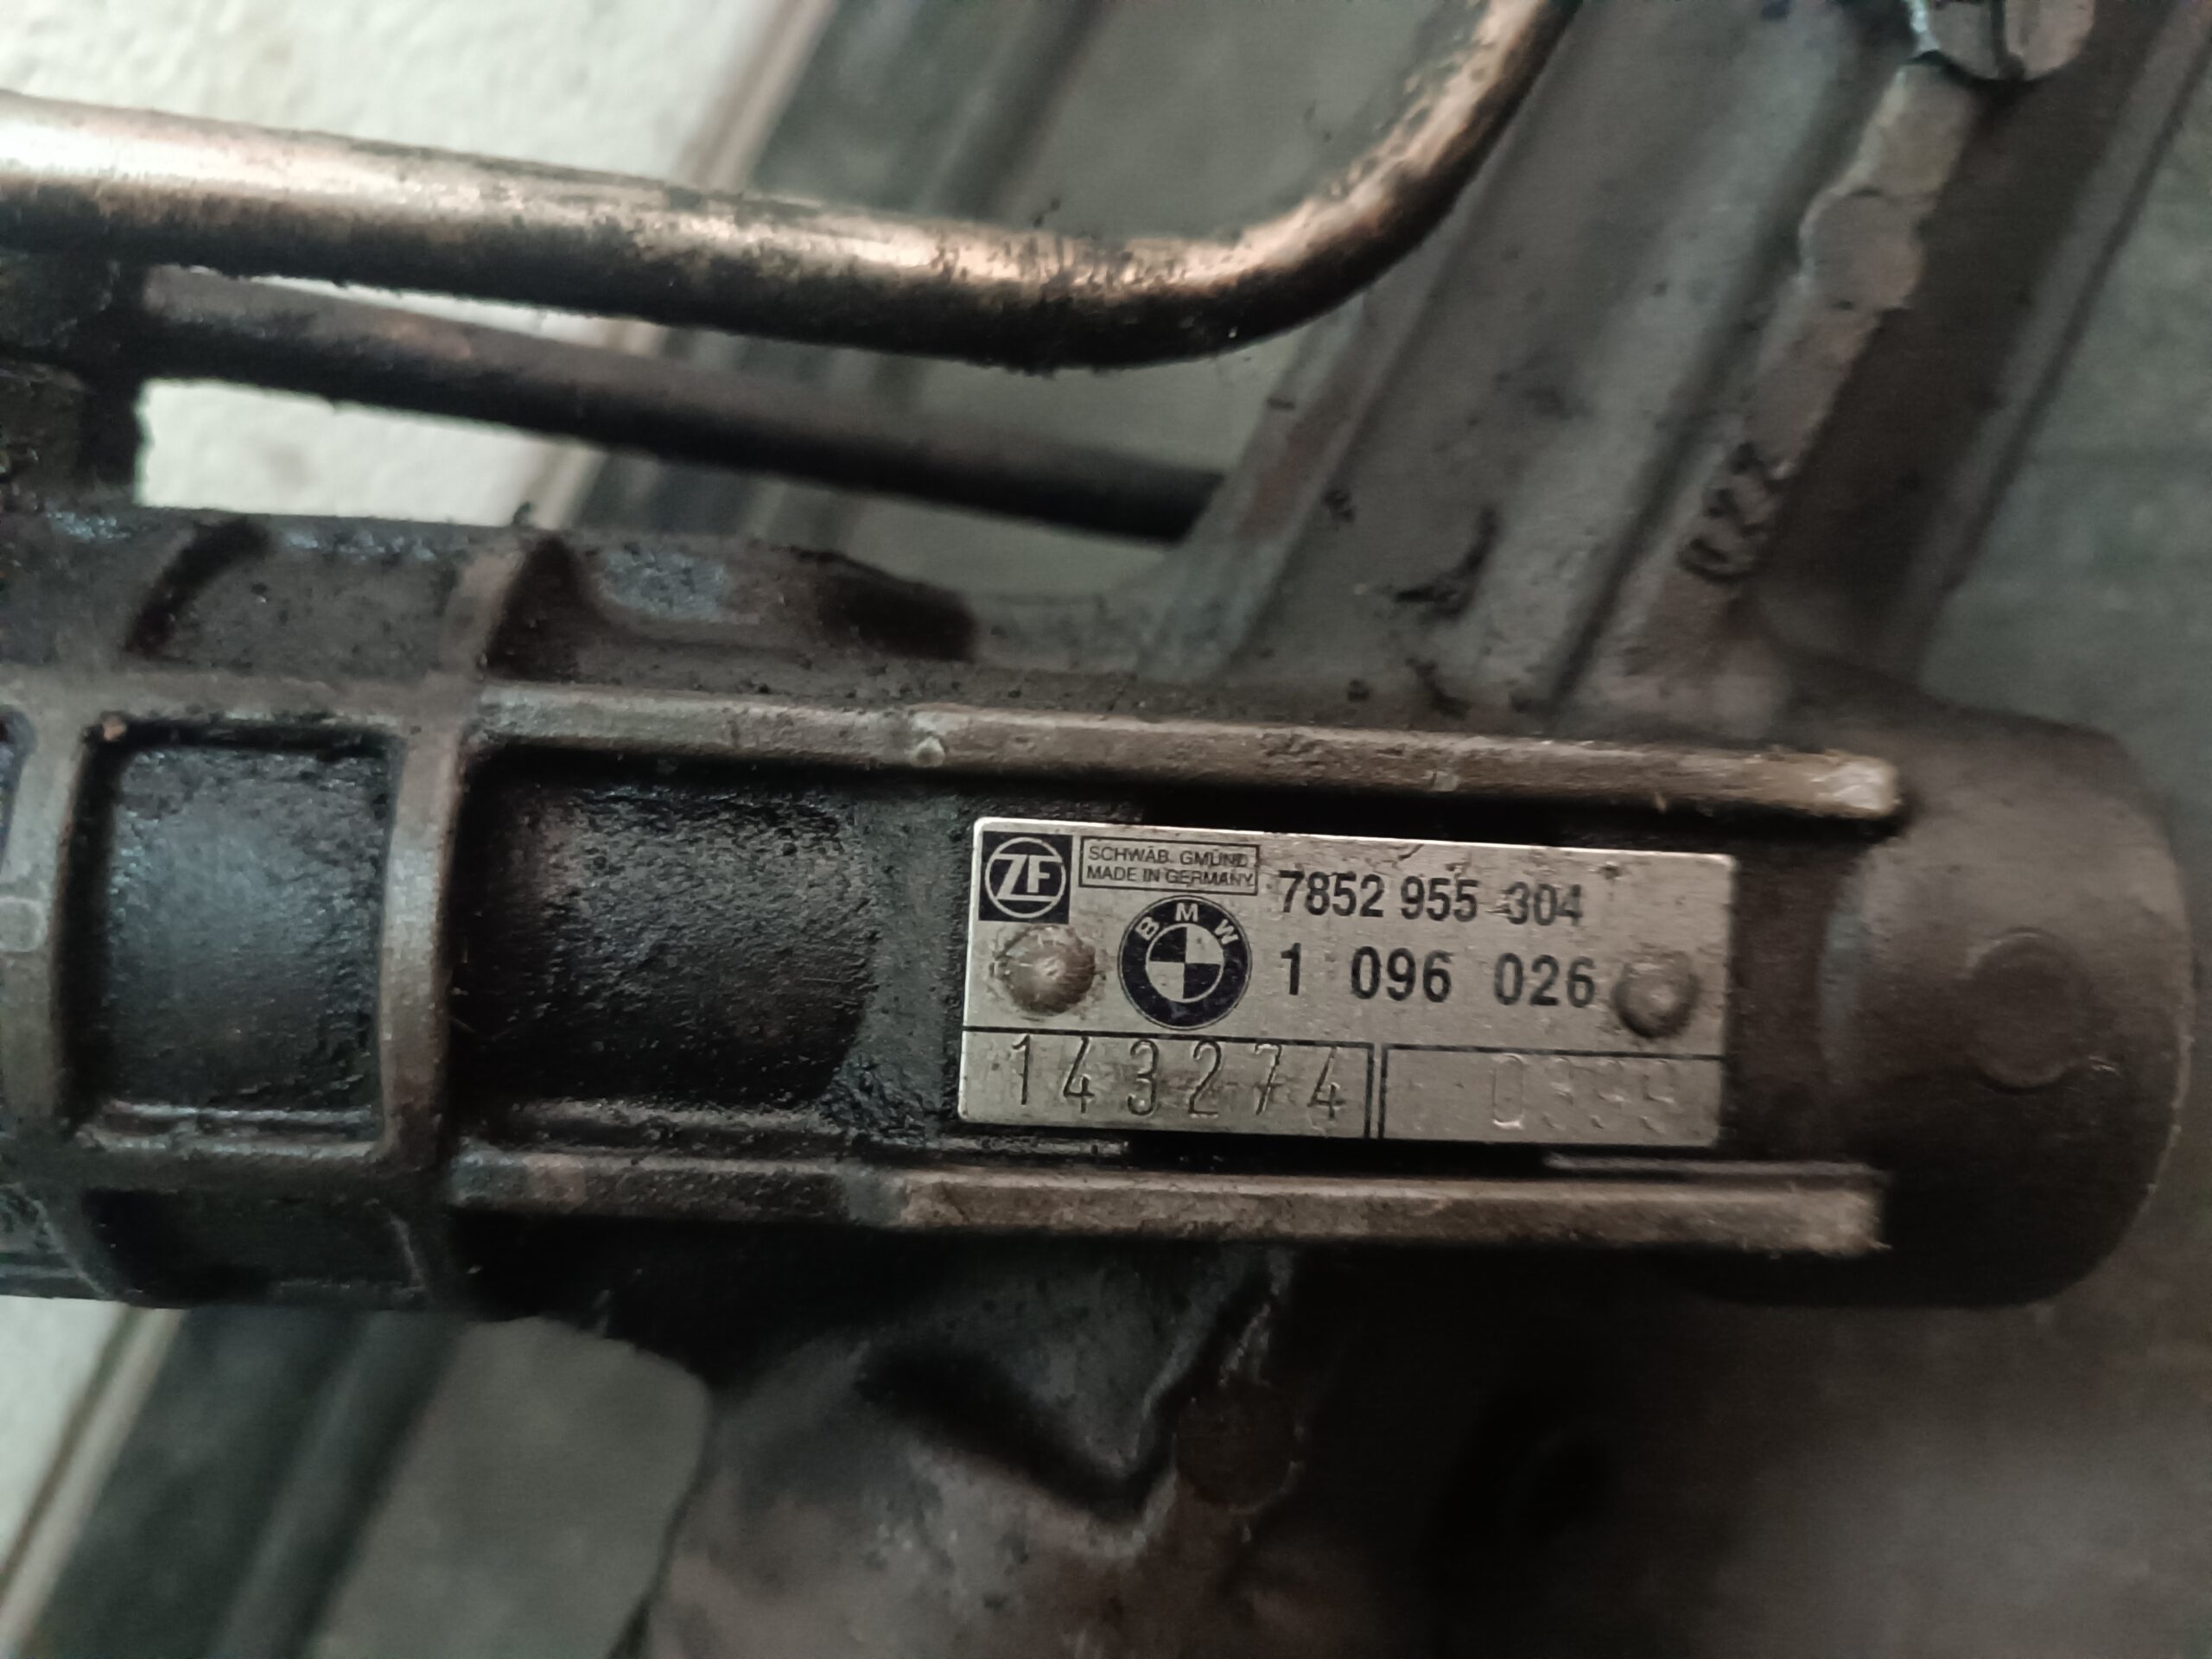 ZF
SCHWÄB. GMÜND
MADE IN GERMANY
7852 955 304
BMW
1 096 026
143274